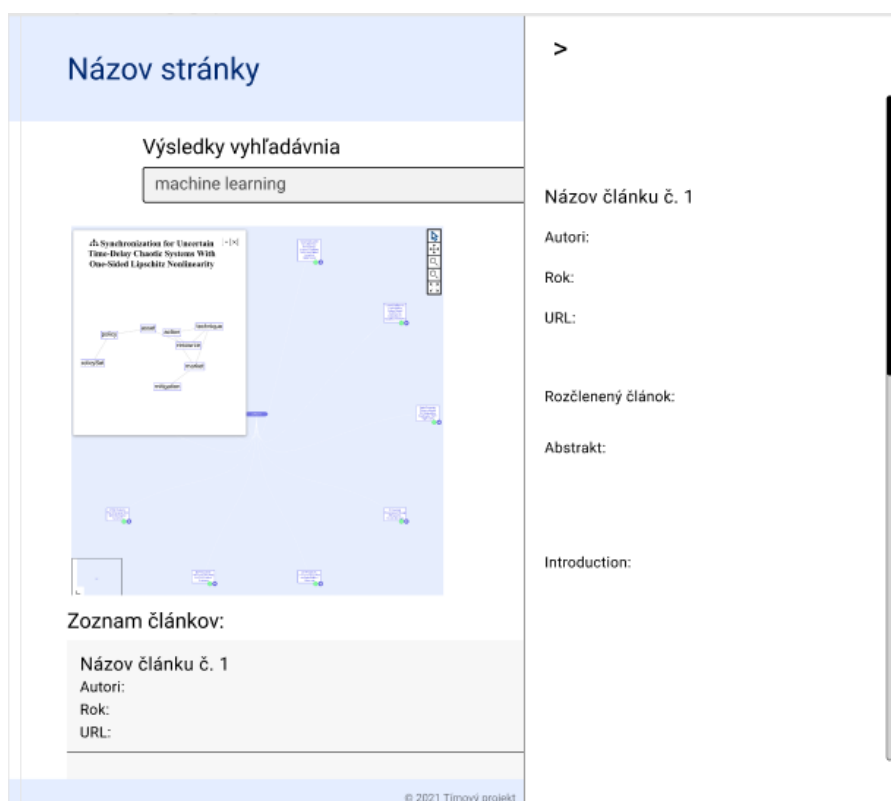 Názov stránky
Výsledky vyhľadávnia
machine learning
Synchronization for Uncertain
Time-Delay Chaotic Systems With
One-Sided Lipschitz Nonlinearity
policy
asset
action
technique
resource
market
mitigation
Zoznam článkov:
Názov článku č. 1
Autori:
Rok:
URL:
© 2021 Tímový projekt
>
Názov článku č. 1
Autori:
Rok:
URL:
Rozčlenený článok:
Abstrakt:
Introduction: